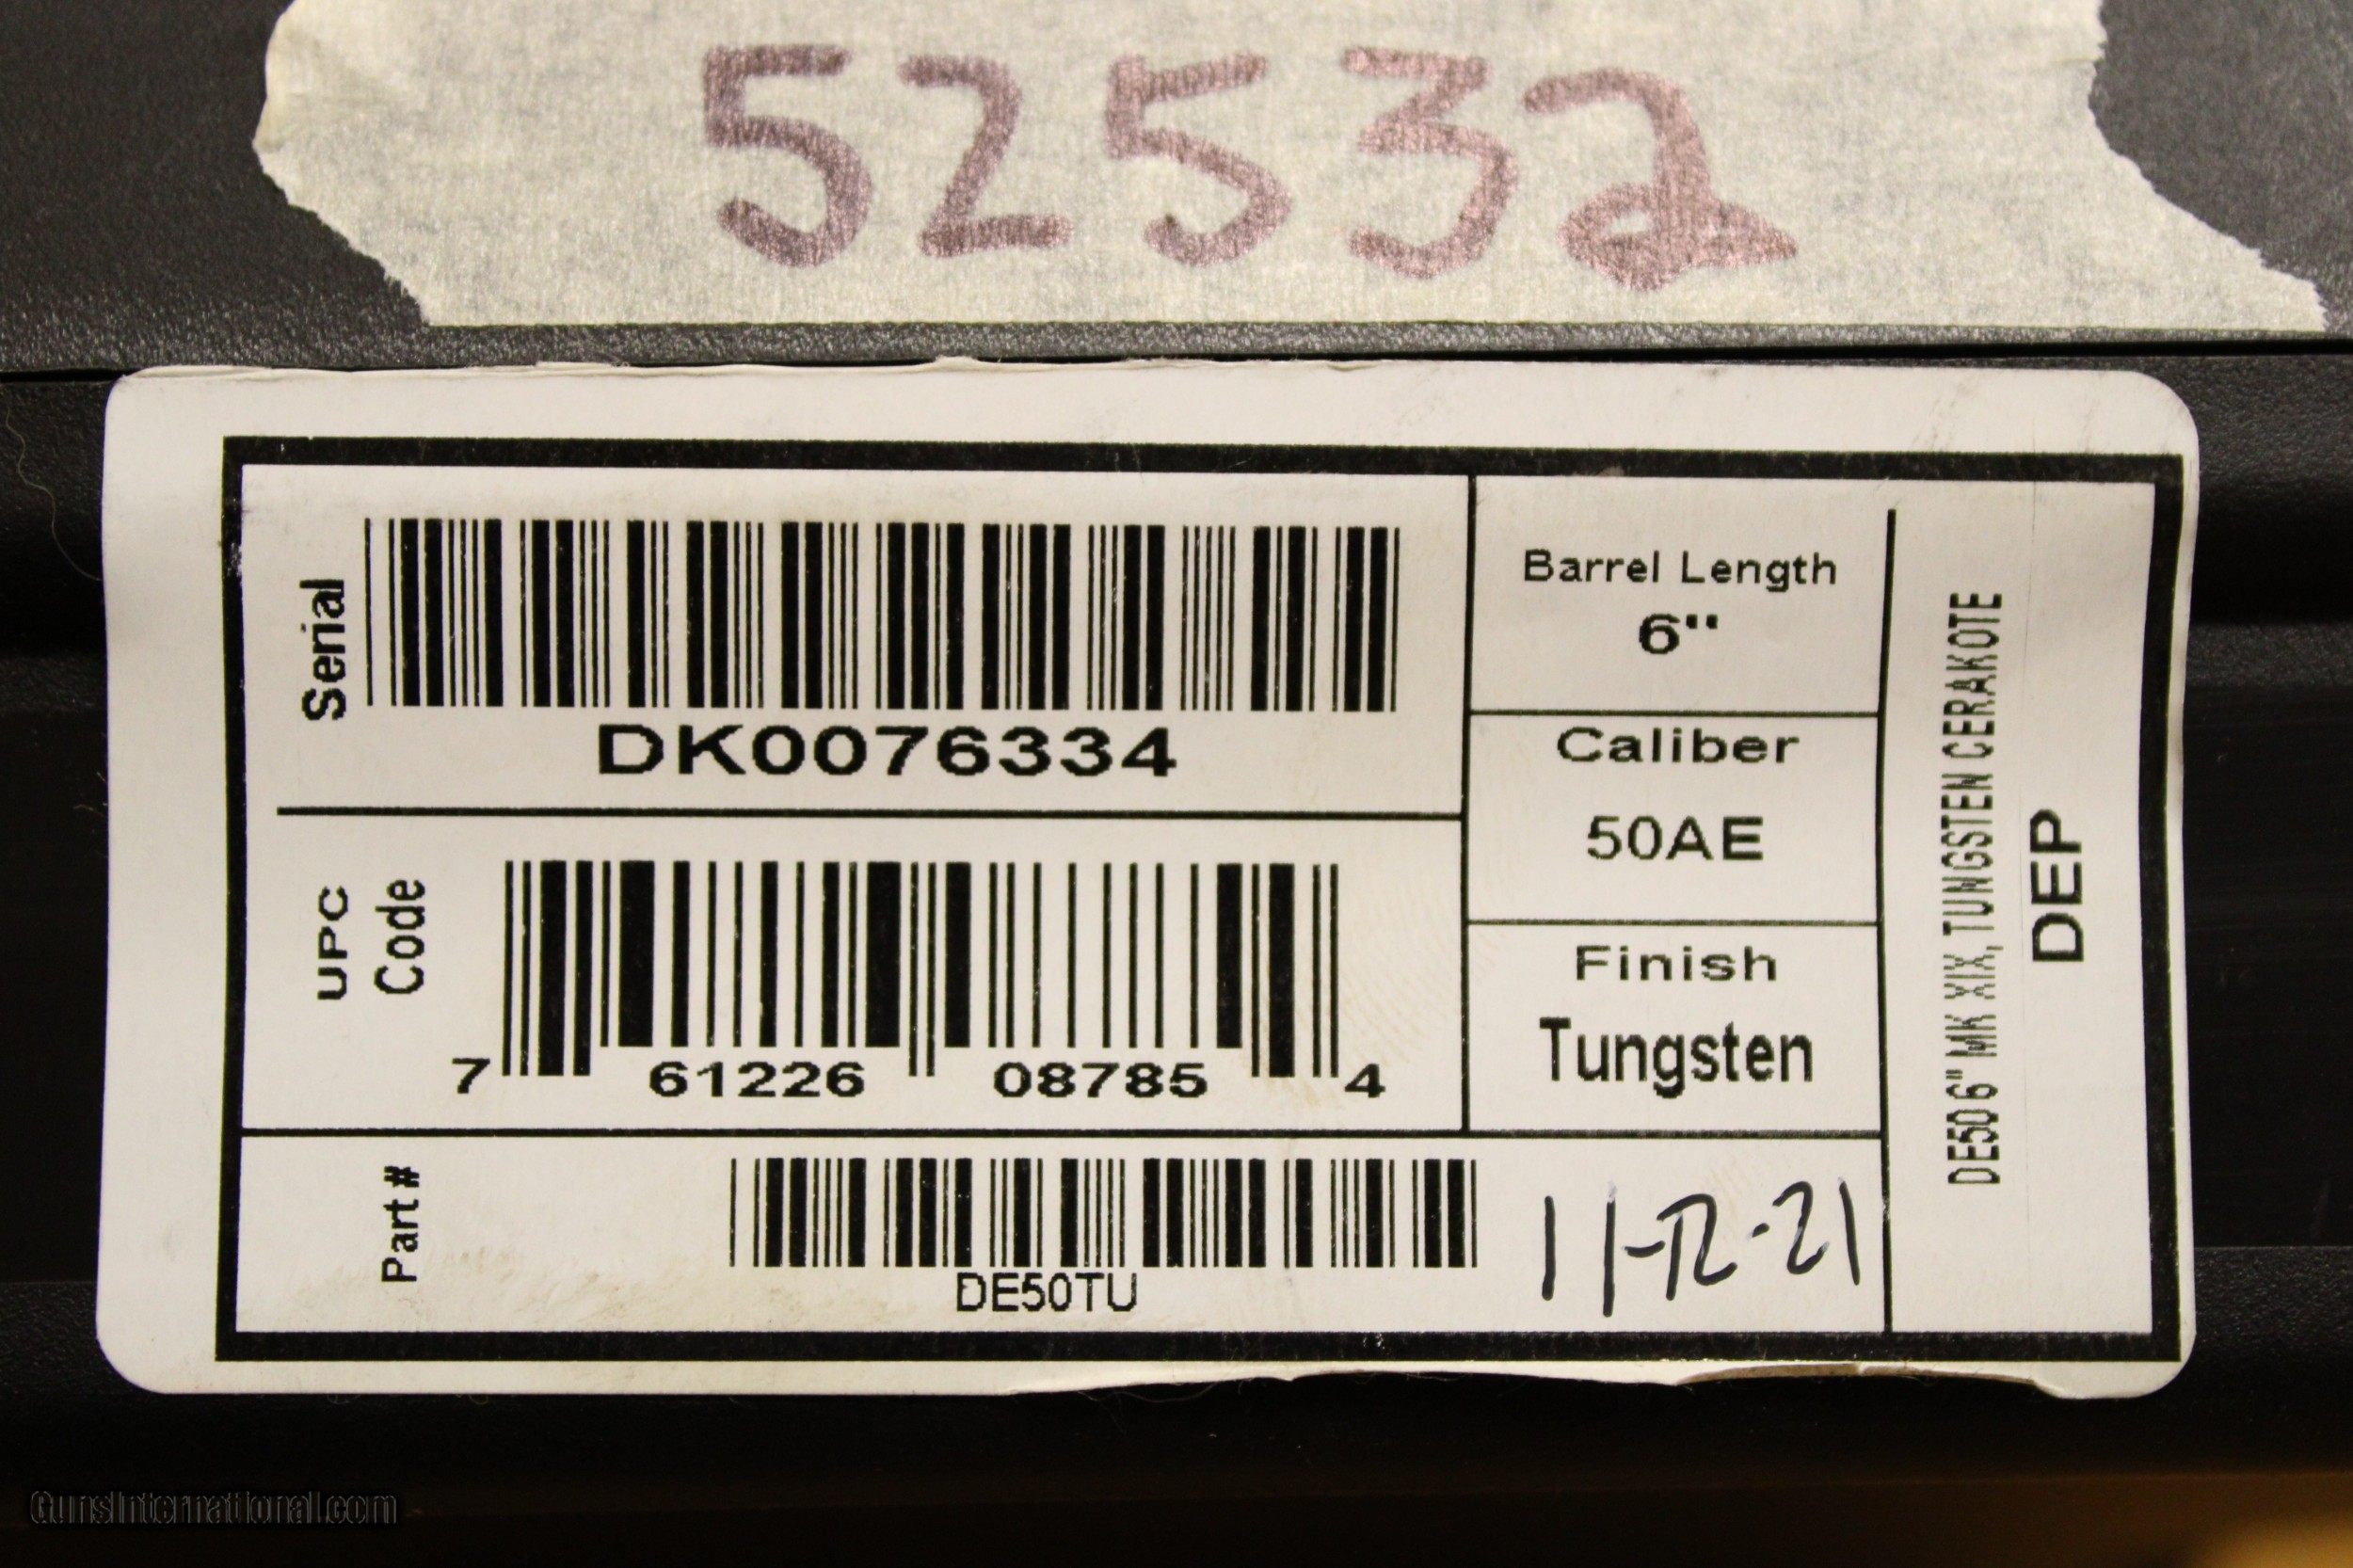 52532
Serial
DK0076334
UPC
Code
7 61226 08785 4
Part#
DE50TU
Barrel Length
6"
Caliber
50AE
Finish
Tungsten
11-12-21
DE50 6" MK XIX, TUNGSTEN CERAKOTE
DEP
GunsInternational.com